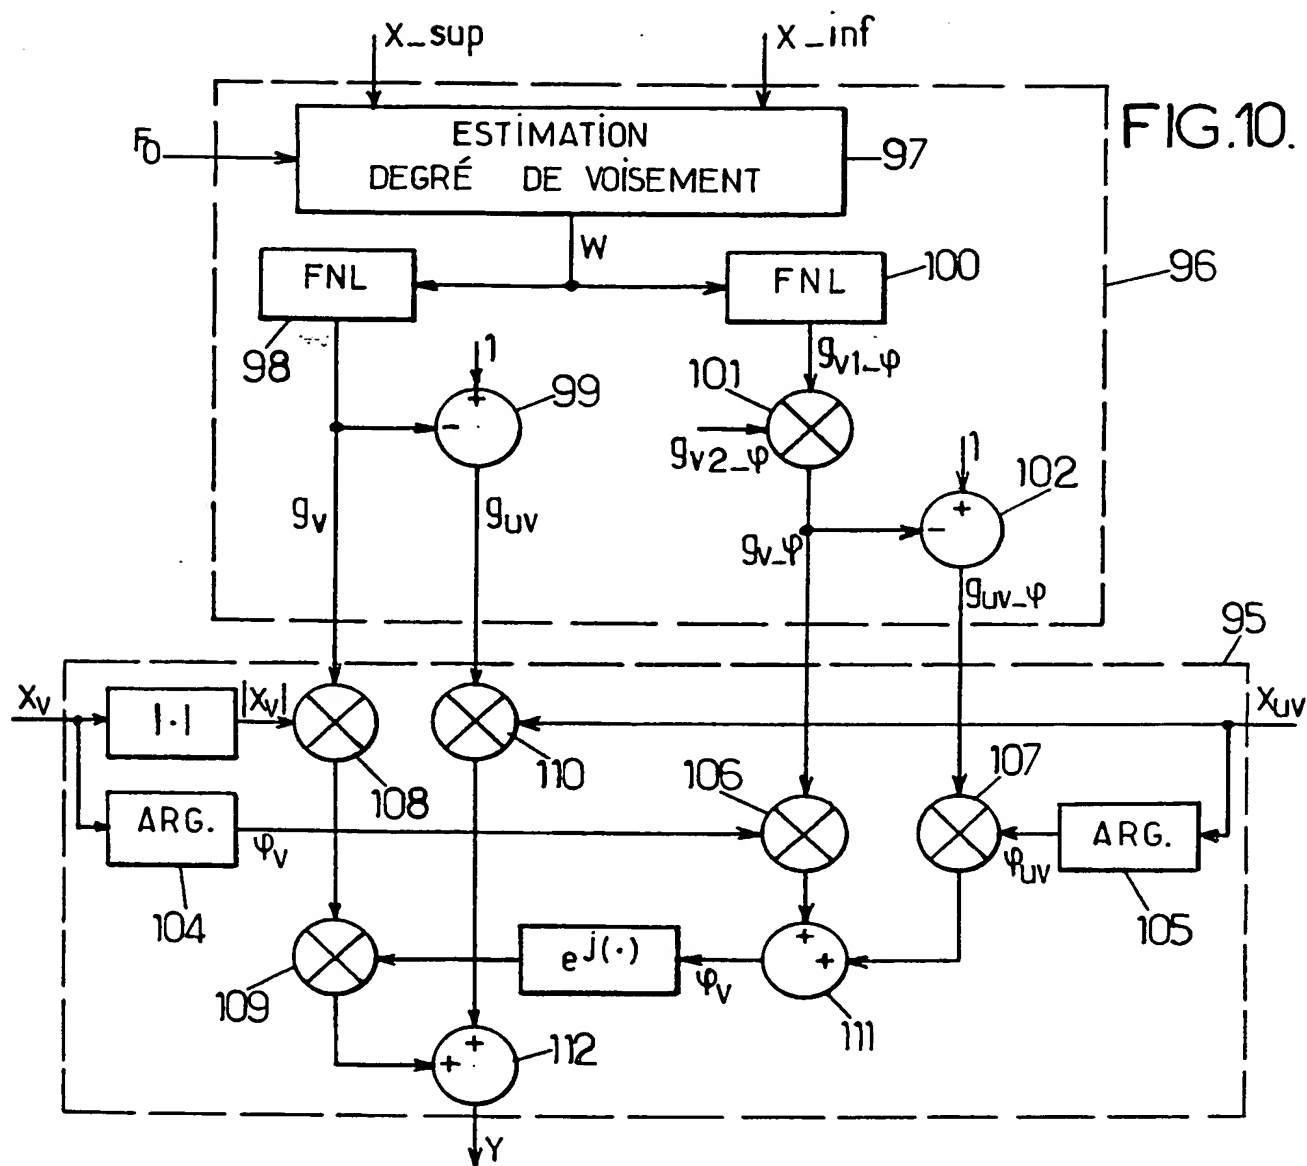 X_sup
X_inf
FIG.10.
F0
ESTIMATION
DEGRÉ DE VOISEMENT
97
W
FNL
FNL
100
96
98
1
99
101
gv1_φ
gv2_φ
1
102
gv
guv
gv_φ
guv_φ
95
Xv
|·|
|Xv|
Xuv
108
110
106
107
ARG.
φv
φuv
ARG.
104
105
109
e j(·)
φv
+
+
111
+
+
112
Y